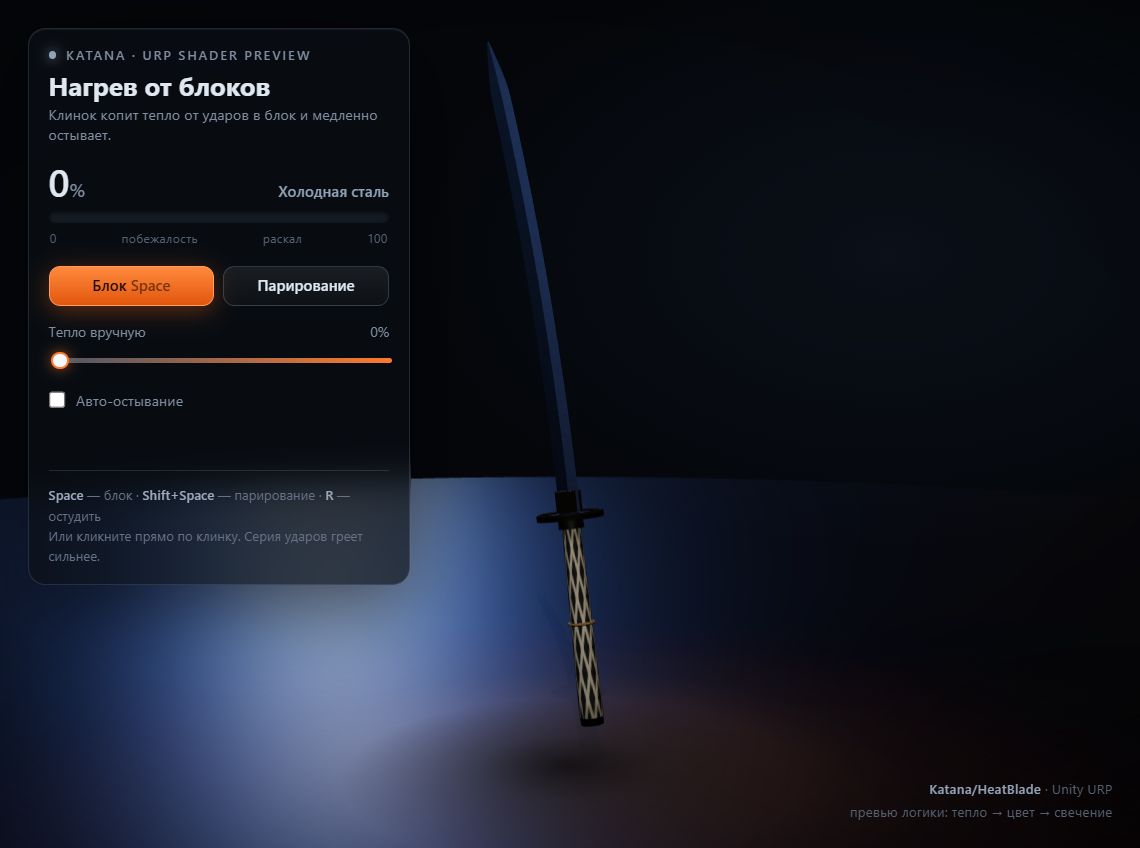 KATANA · URP SHADER PREVIEW
Нагрев от блоков
Клинок копит тепло от ударов в блок и медленно
остывает.
0%
Холодная сталь
0 побежалость раскал 100
Блок Space
Парирование
Тепло вручную 0%
Авто-остывание
Space — блок · Shift+Space — парирование · R —
остудить
Или кликните прямо по клинку. Серия ударов греет
сильнее.
Katana/HeatBlade · Unity URP
превью логики: тепло → цвет → свечение